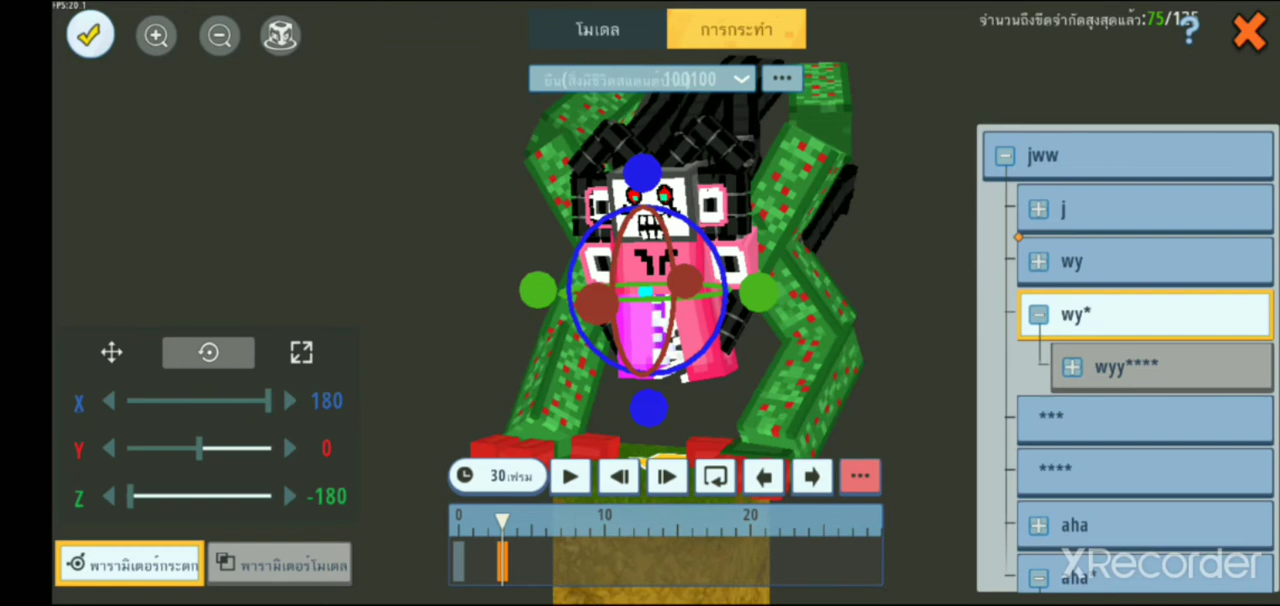 FPS:20.1
โมเดล
การกระทำ
จำนวนถึงขีดจำกัดสูงสุดแล้ว:75/125
?
100100
jww
j
wy
wy*
wyy****
***
****
aha
aha*
X 180
Y 0
Z -180
30เฟรม
0 10 20
พารามิเตอร์กระดูก
พารามิเตอร์โมเดล
XRecorder